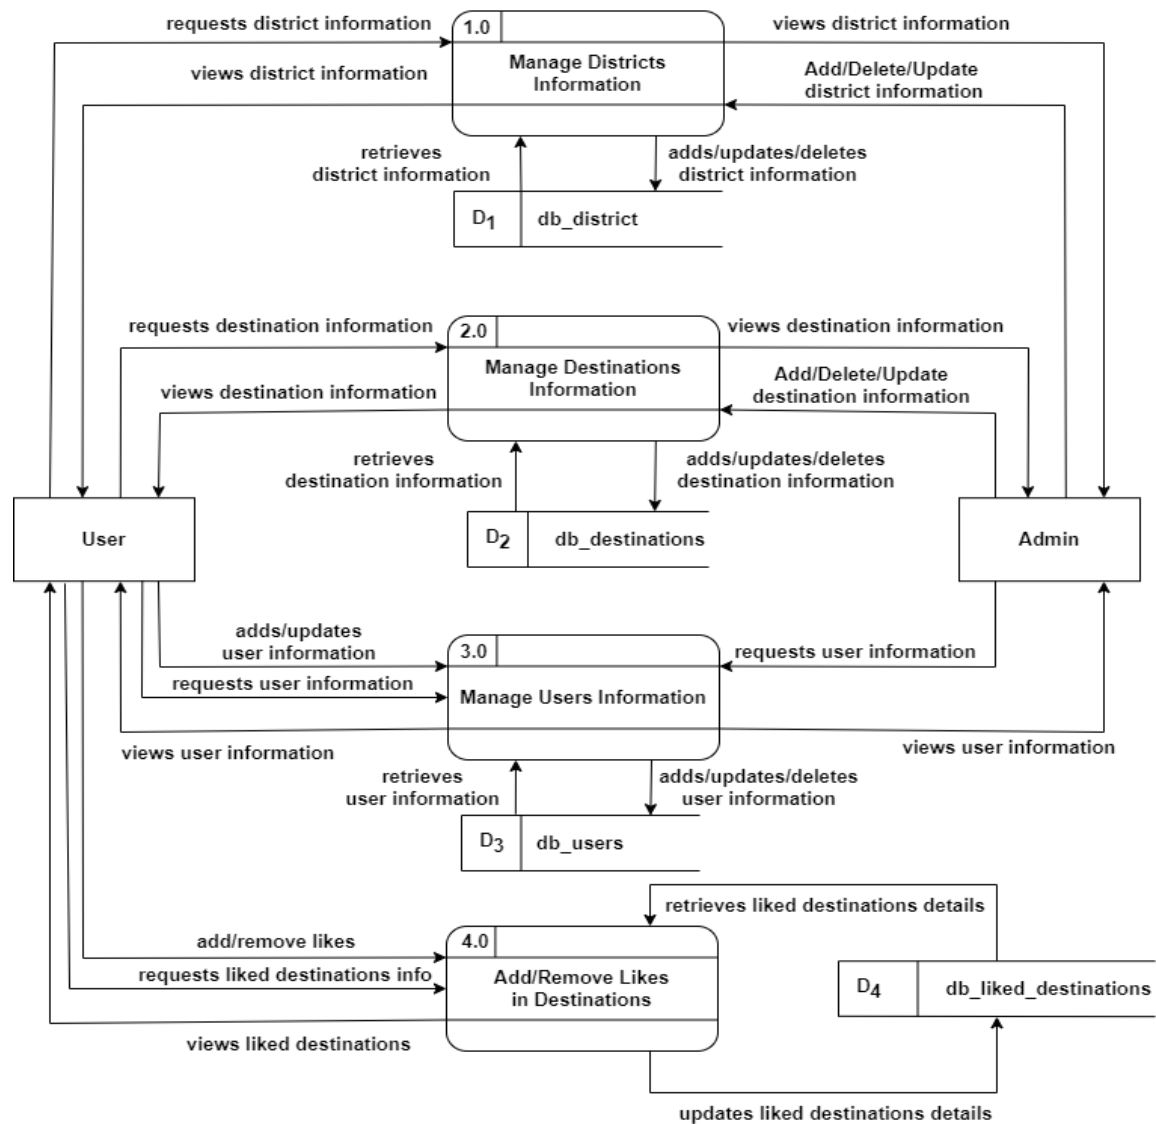 requests district information
1.0
views district information
views district information
Manage Districts
Information
Add/Delete/Update
district information
retrieves
district information
adds/updates/deletes
district information
D1
db_district
requests destination information
2.0
views destination information
views destination information
Manage Destinations
Information
Add/Delete/Update
destination information
retrieves
destination information
adds/updates/deletes
destination information
User
D2
db_destinations
Admin
adds/updates
user information
3.0
requests user information
requests user information
Manage Users Information
views user information
views user information
retrieves
user information
adds/updates/deletes
user information
D3
db_users
retrieves liked destinations details
add/remove likes
4.0
requests liked destinations info
Add/Remove Likes
in Destinations
D4
db_liked_destinations
views liked destinations
updates liked destinations details